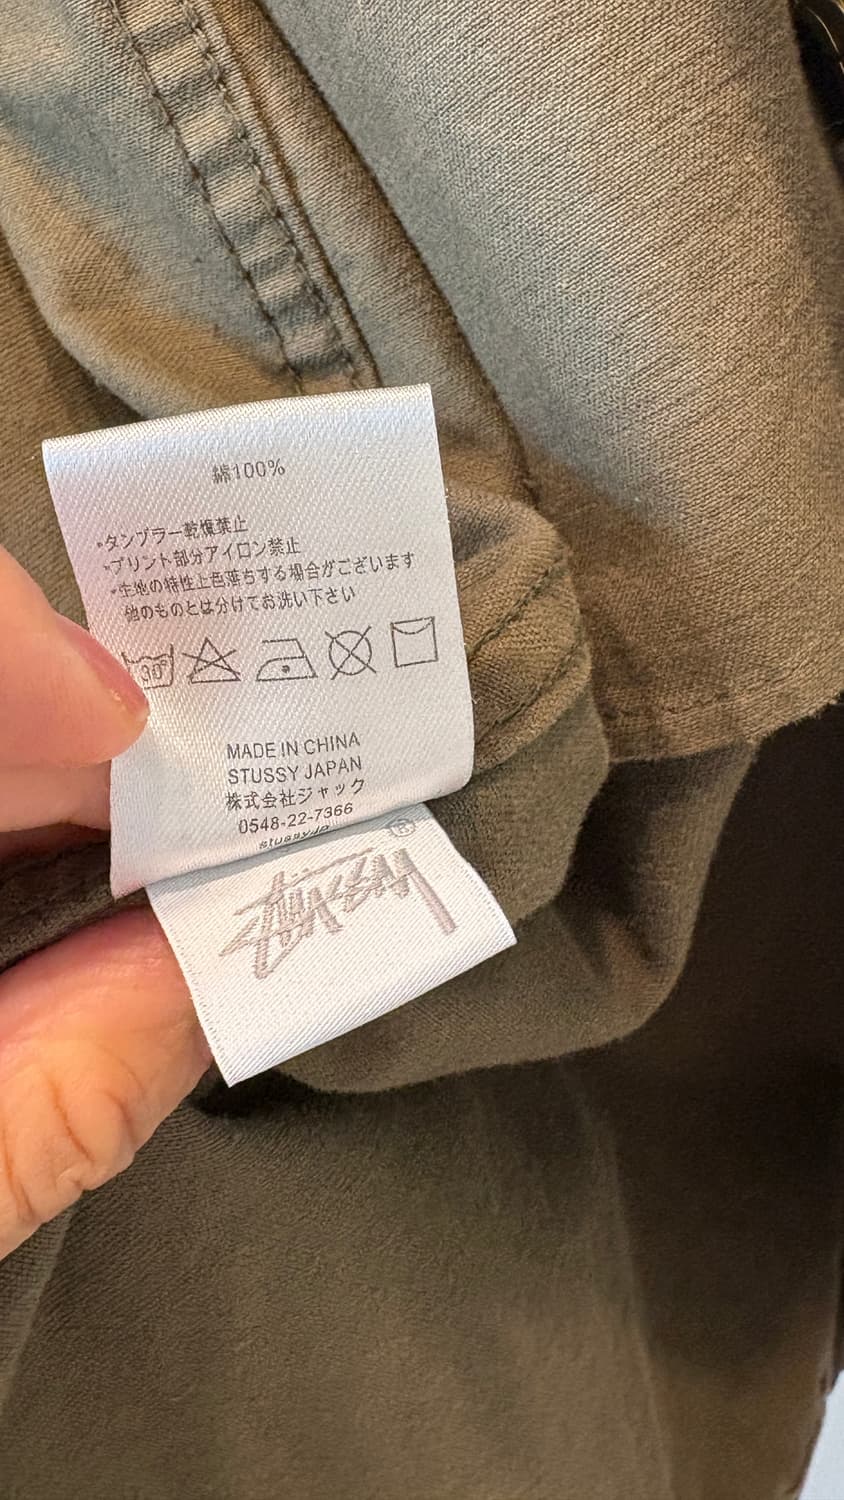 綿100%
*タンブラー乾燥禁止
*プリント部分アイロン禁止
*生地の特性上色落ちする場合がございます
他のものとは分けてお洗い下さい
30°
MADE IN CHINA
STUSSY JAPAN
株式会社ジャック
0548-22-7366
stussy.jp
®
STÜSSY